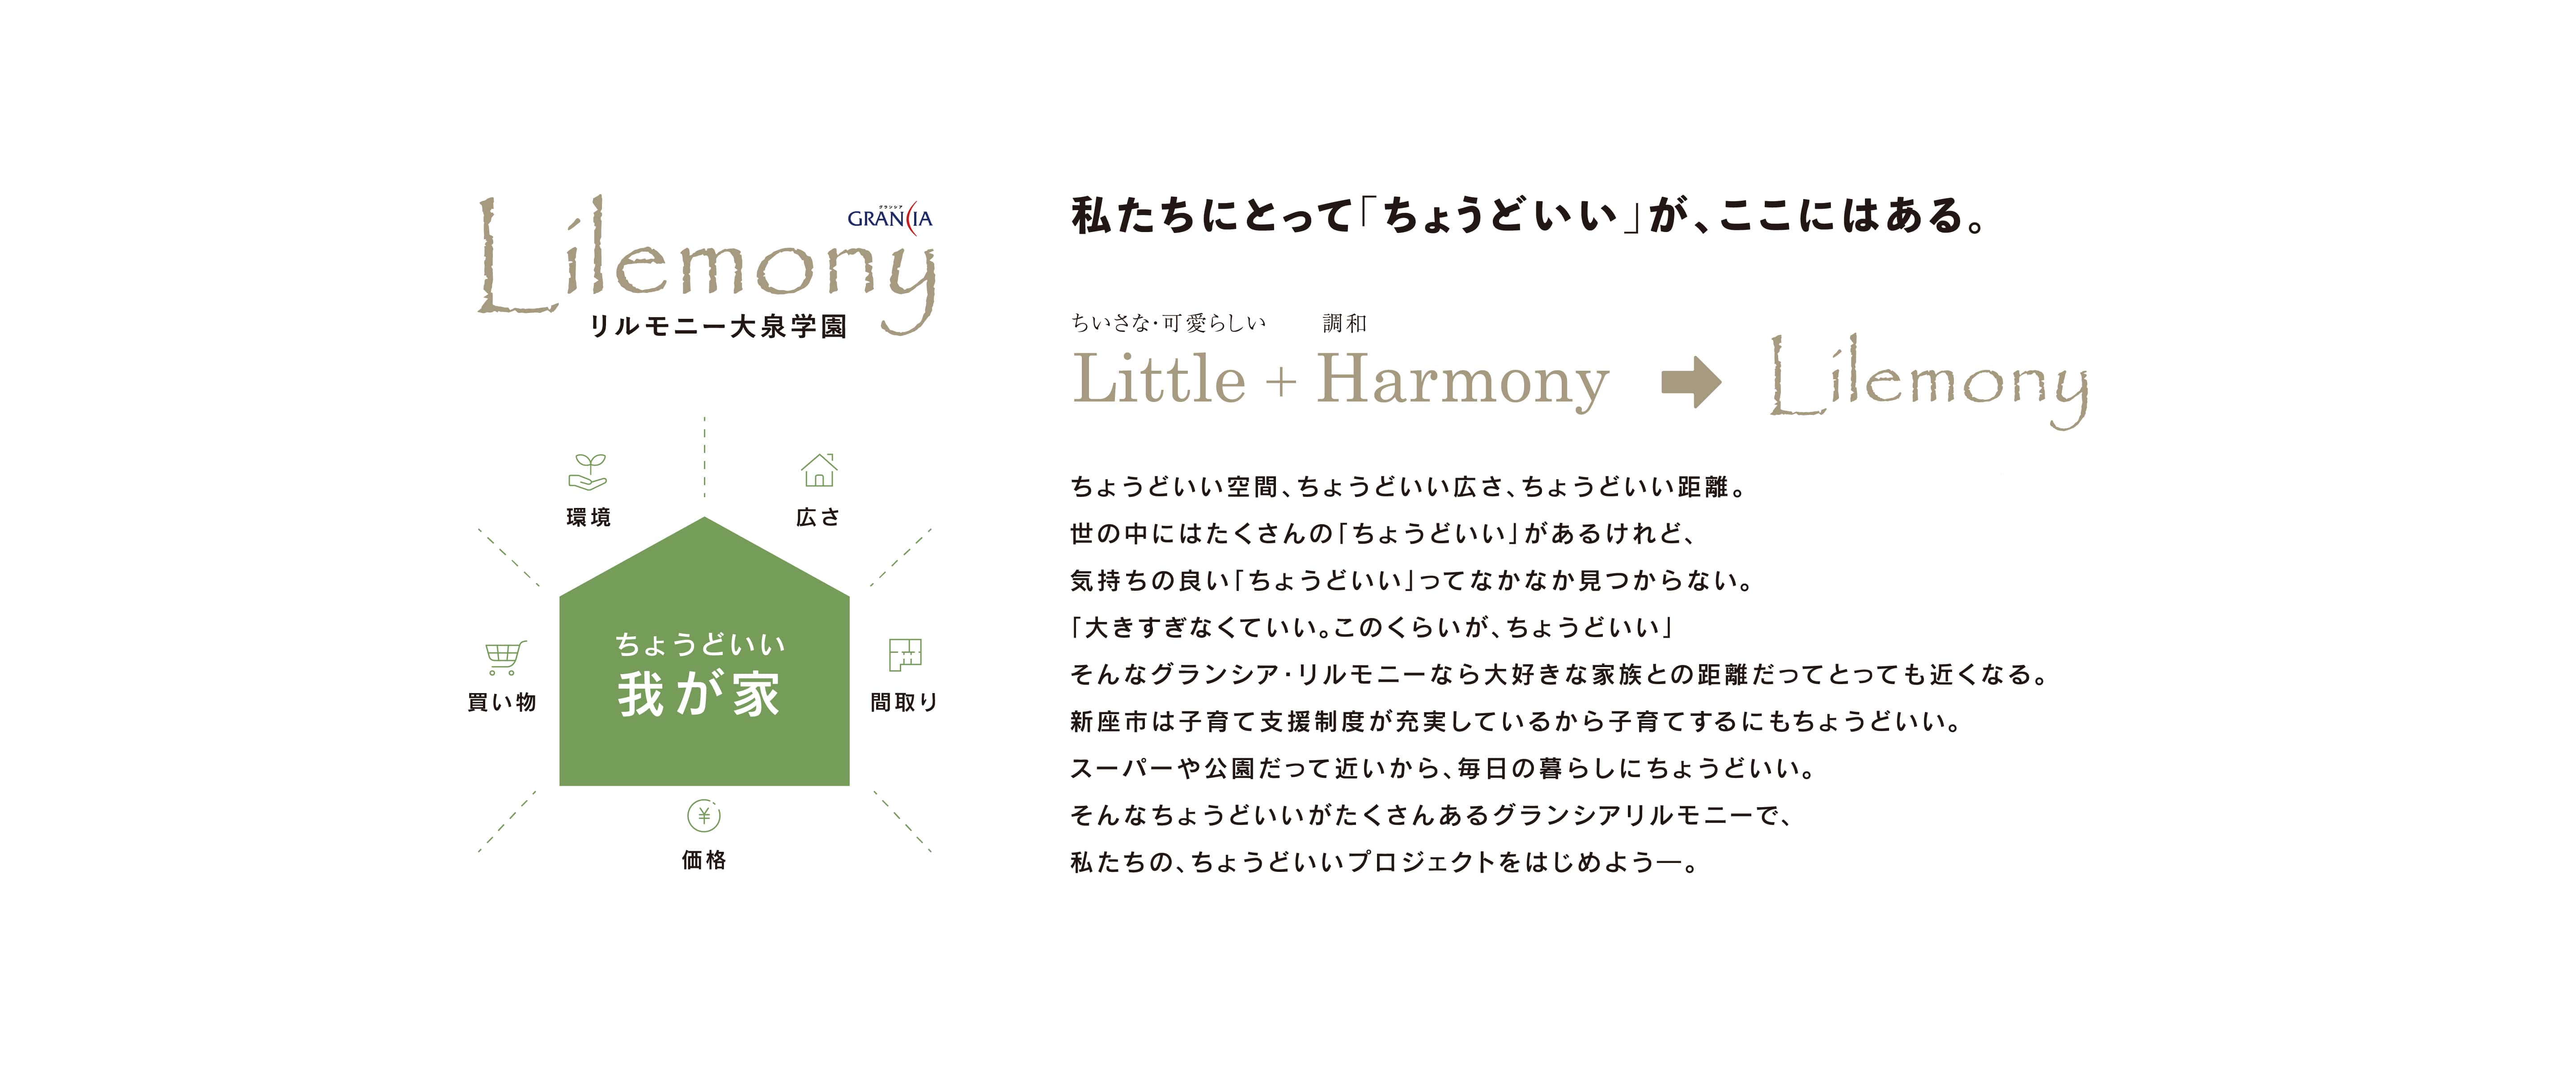 Lilemony
グランシア
GRANCIA
リルモニー大泉学園
環境
広さ
買い物
ちょうどいい
我が家
間取り
¥
価格
私たちにとって「ちょうどいい」が、ここにはある。
ちいさな・可愛らしい 調和
Little + Harmony Lilemony
ちょうどいい空間、ちょうどいい広さ、ちょうどいい距離。
世の中にはたくさんの「ちょうどいい」があるけれど、
気持ちの良い「ちょうどいい」ってなかなか見つからない。
「大きすぎなくていい。このくらいが、ちょうどいい」
そんなグランシア・リルモニーなら大好きな家族との距離だってとっても近くなる。
新座市は子育て支援制度が充実しているから子育てするにもちょうどいい。
スーパーや公園だって近いから、毎日の暮らしにちょうどいい。
そんなちょうどいいがたくさんあるグランシアリルモニーで、
私たちの、ちょうどいいプロジェクトをはじめよう―。